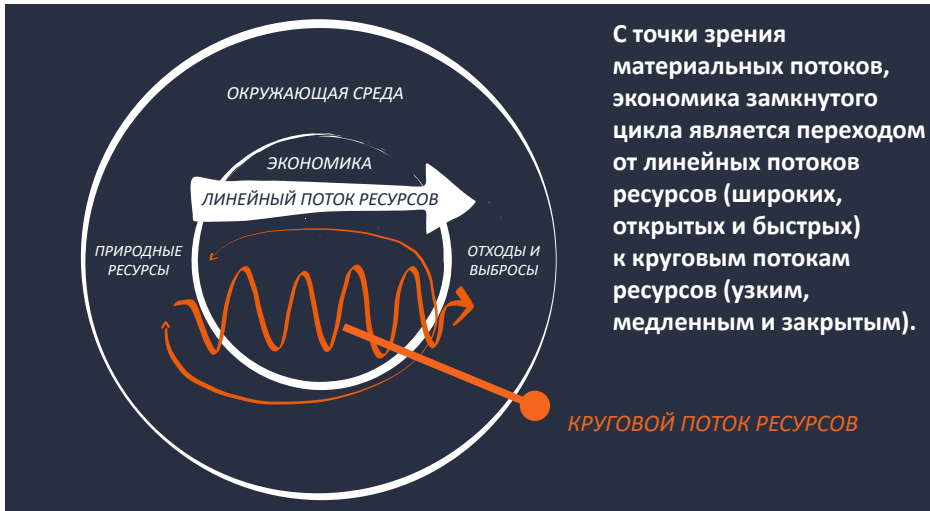 ОКРУЖАЮЩАЯ СРЕДА
ЭКОНОМИКА
ЛИНЕЙНЫЙ ПОТОК РЕСУРСОВ
ПРИРОДНЫЕ
РЕСУРСЫ
ОТХОДЫ И
ВЫБРОСЫ
КРУГОВОЙ ПОТОК РЕСУРСОВ
С точки зрения
материальных потоков,
экономика замкнутого
цикла является переходом
от линейных потоков
ресурсов (широких,
открытых и быстрых)
к круговым потокам
ресурсов (узким,
медленным и закрытым).